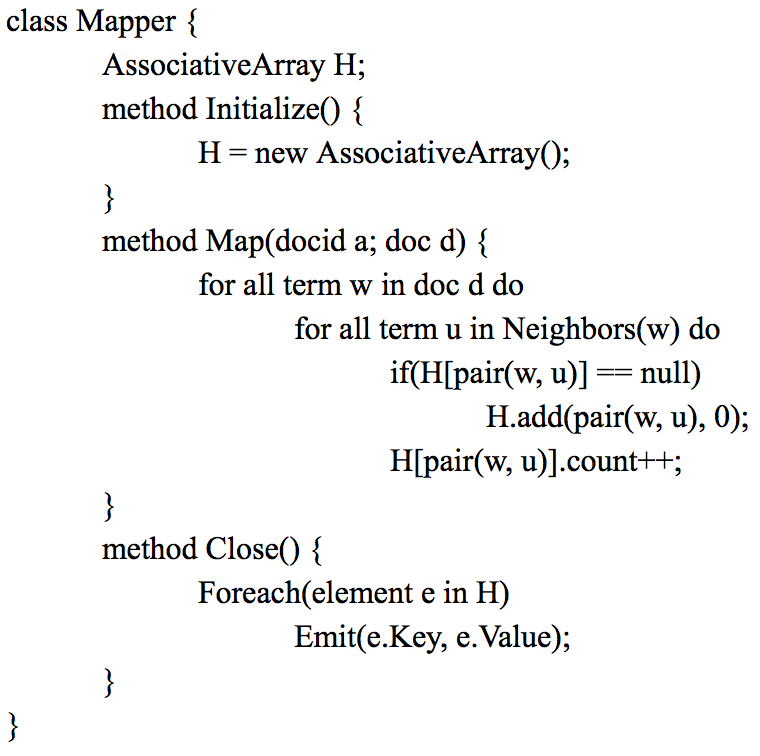 class Mapper {
AssociativeArray H;
method Initialize() {
H = new AssociativeArray();
}
method Map(docid a; doc d) {
for all term w in doc d do
for all term u in Neighbors(w) do
if(H[pair(w, u)] == null)
H.add(pair(w, u), 0);
H[pair(w, u)].count++;
}
method Close() {
Foreach(element e in H)
Emit(e.Key, e.Value);
}
}